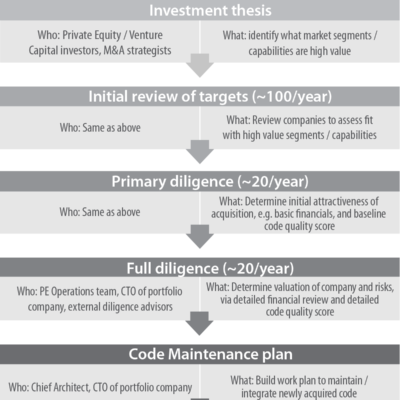 Investment thesis
Who: Private Equity / Venture
Capital investors, M&A strategists
What: identify what market segments /
capabilities are high value
Initial review of targets (~100/year)
Who: Same as above
What: Review companies to assess fit
with high value segments / capabilities
Primary diligence (~20/year)
Who: Same as above
What: Determine initial attractiveness of
acquisition, e.g. basic financials, and baseline
code quality score
Full diligence (~20/year)
Who: PE Operations team, CTO of portfolio
company, external diligence advisors
What: Determine valuation of company and risks,
via detailed financial review and detailed
code quality score
Code Maintenance plan
Who: Chief Architect, CTO of portfolio company
What: Build work plan to maintain /
integrate newly acquired code